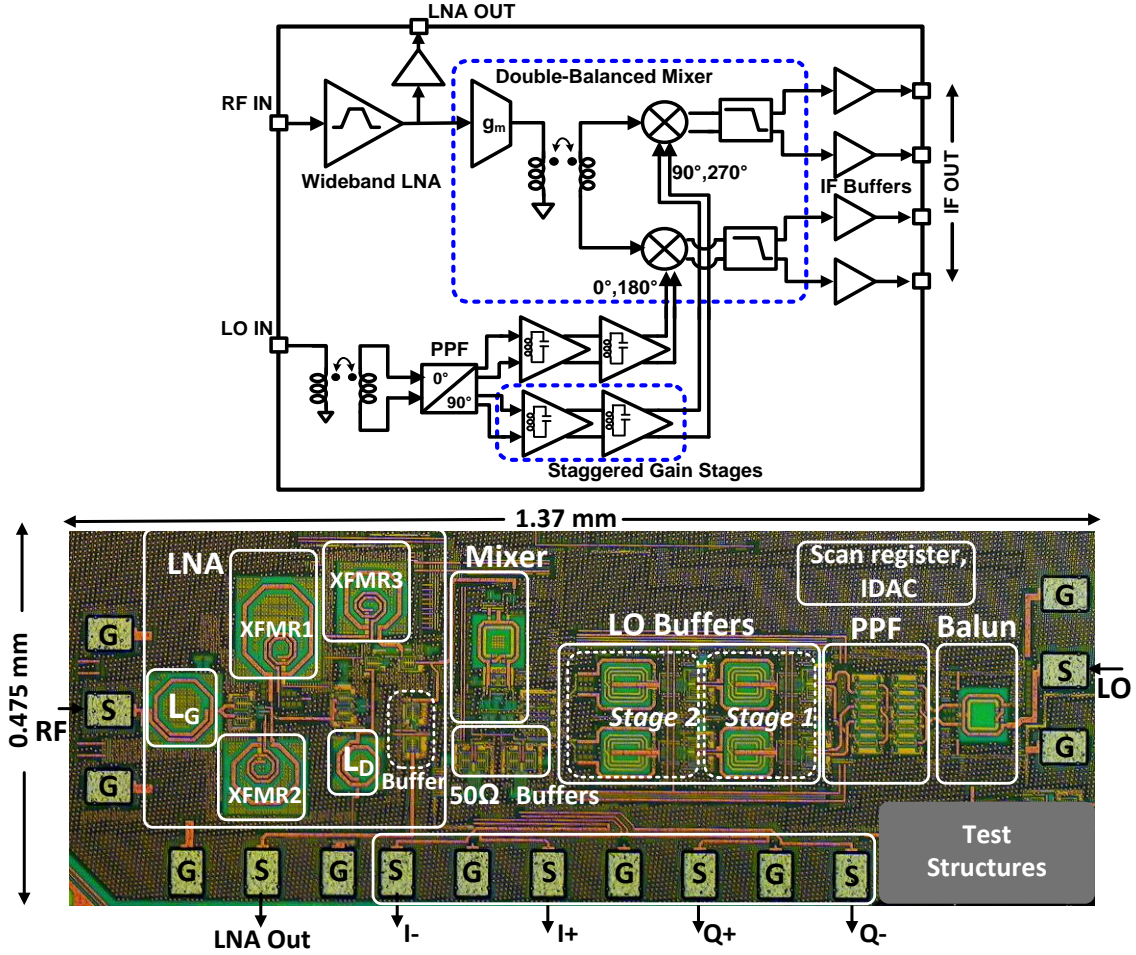 LNA OUT
Double-Balanced Mixer
RF IN
gm
Wideband LNA
90°,270°
IF Buffers
IF OUT
0°,180°
LO IN
PPF
0°
90°
Staggered Gain Stages
1.37 mm
0.475 mm
LNA
XFMR3
Mixer
Scan register,
IDAC
XFMR1
LO Buffers
PPF
Balun
G
G
S
S
RF
LO
LG
Stage 2
Stage 1
G
G
XFMR2
LD
Buffer
50Ω Buffers
Test
Structures
G
S
G
S
G
S
G
S
G
S
LNA Out
I-
I+
Q+
Q-